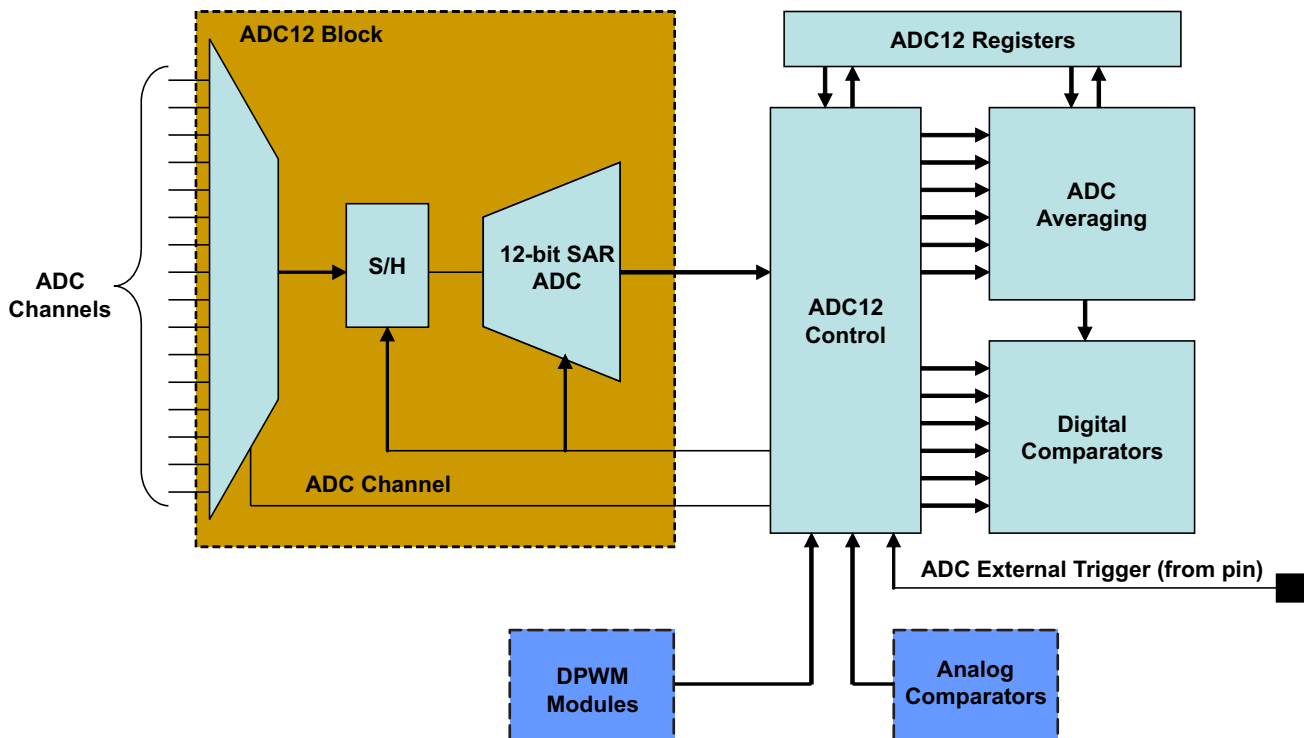 ADC12 Block
ADC12 Registers
ADC
Channels
S/H
12-bit SAR
ADC
ADC12
Control
ADC
Averaging
Digital
Comparators
ADC Channel
ADC External Trigger (from pin)
DPWM
Modules
Analog
Comparators